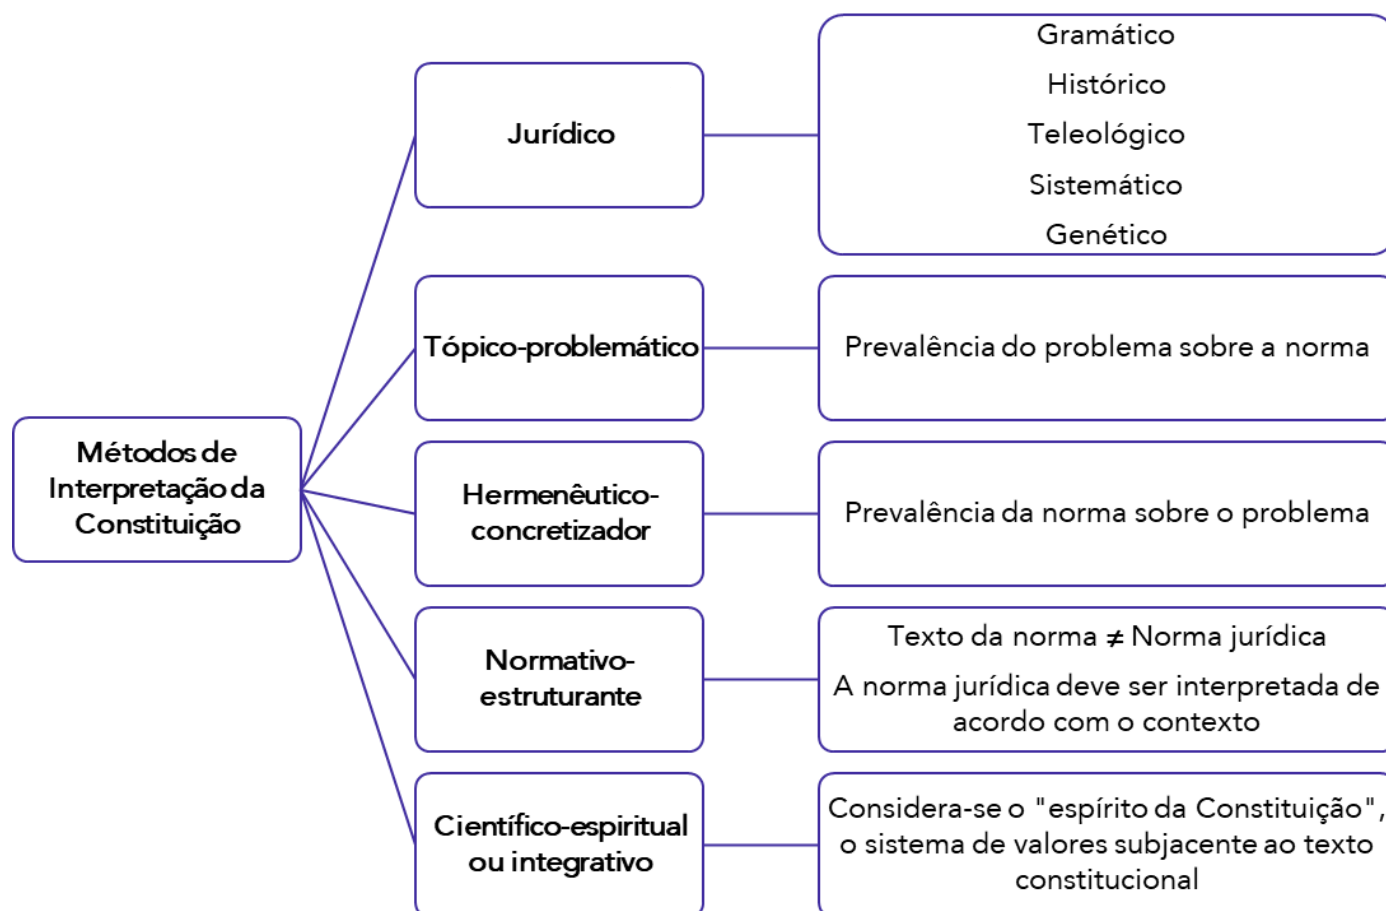 Métodos de
Interpretação da
Constituição
Jurídico
Gramático
Histórico
Teleológico
Sistemático
Genético
Tópico-problemático
Prevalência do problema sobre a norma
Hermenêutico-
concretizador
Prevalência da norma sobre o problema
Normativo-
estruturante
Texto da norma ≠ Norma jurídica
A norma jurídica deve ser interpretada de
acordo com o contexto
Científico-espiritual
ou integrativo
Considera-se o "espírito da Constituição",
o sistema de valores subjacente ao texto
constitucional